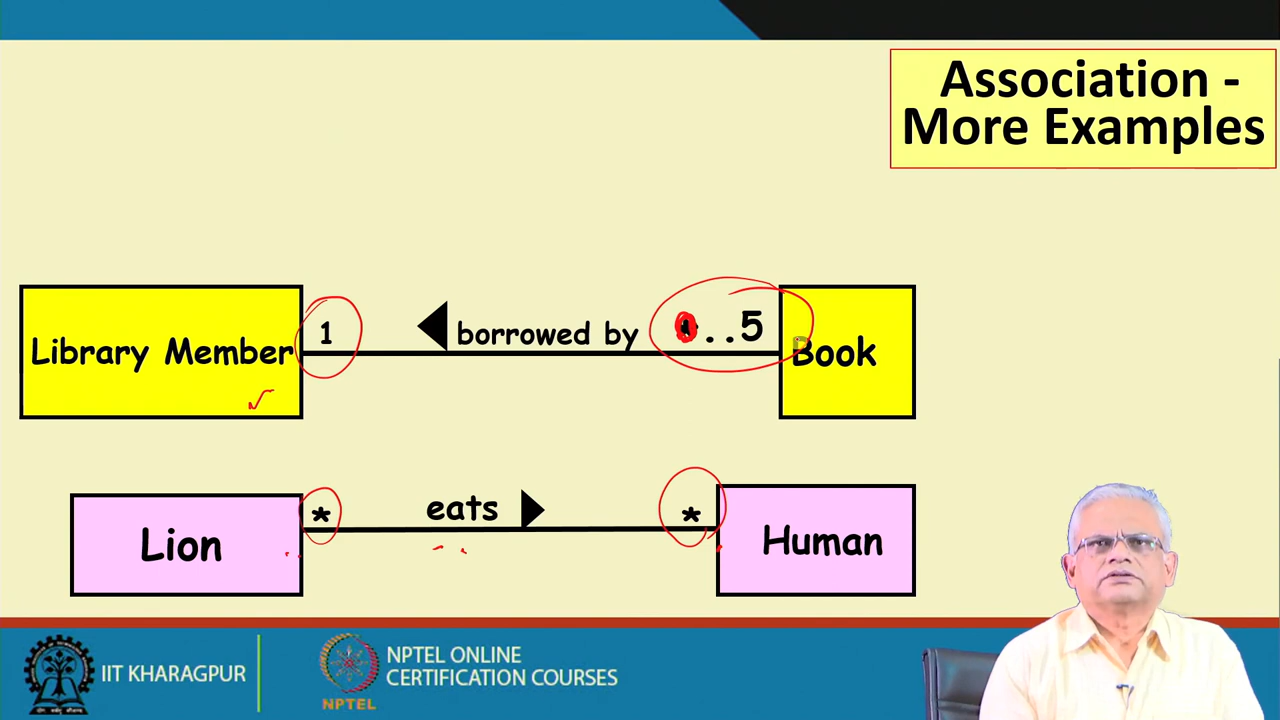 Association -
More Examples
Library Member
1
borrowed by
..5
Book
Lion
*
eats
*
Human
IIT KHARAGPUR
NPTEL
NPTEL ONLINE
CERTIFICATION COURSES